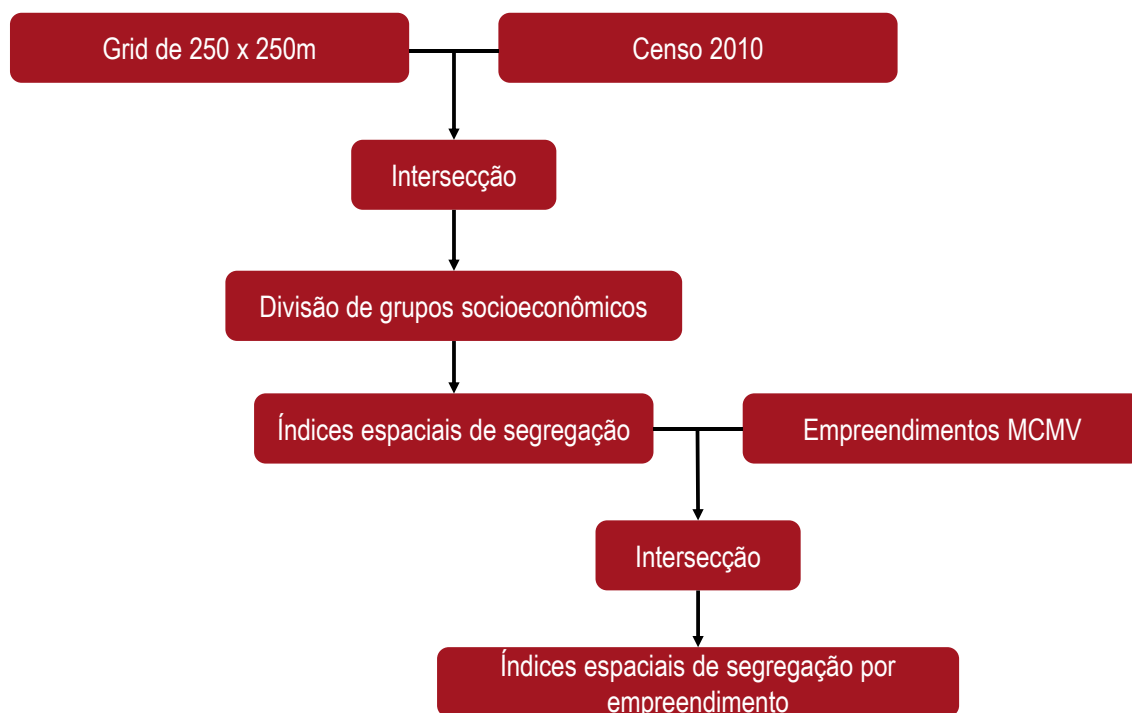 Grid de 250 x 250m
Censo 2010
Intersecção
Divisão de grupos socioeconômicos
Índices espaciais de segregação
Empreendimentos MCMV
Intersecção
Índices espaciais de segregação por
empreendimento